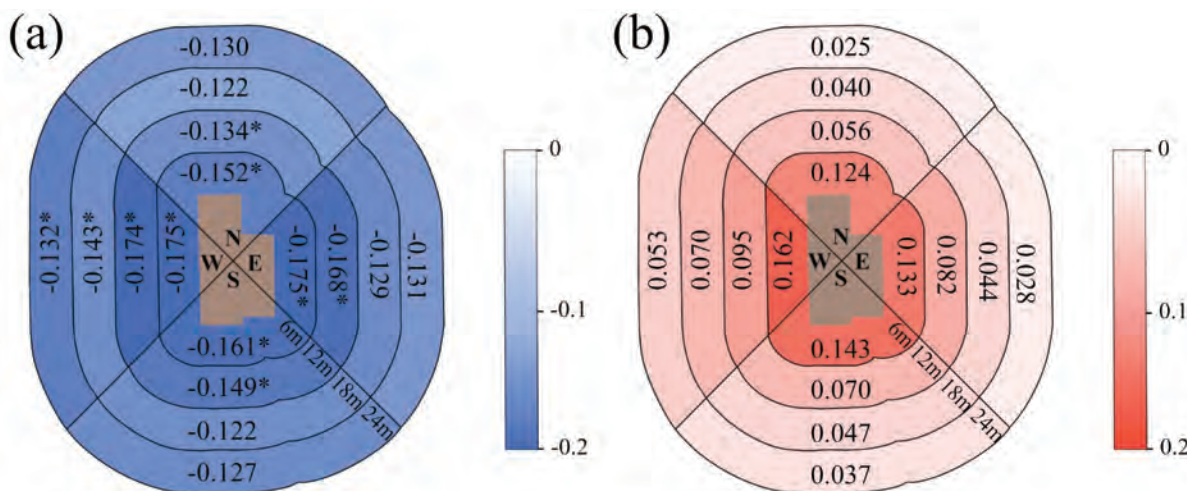 (a)
-0.130
-0.122
-0.134*
-0.152*
-0.132*
-0.143*
-0.174*
-0.175*
N
W E
S
-0.175*
-0.168*
-0.129
-0.131
-0.161*
-0.149*
-0.122
-0.127
6m
12m
18m
24m
0
-0.1
-0.2
(b)
0.025
0.040
0.056
0.124
0.053
0.070
0.095
0.192
N
W E
S
0.133
0.082
0.044
0.028
0.143
0.070
0.047
0.037
6m
12m
18m
24m
0
0.1
0.2